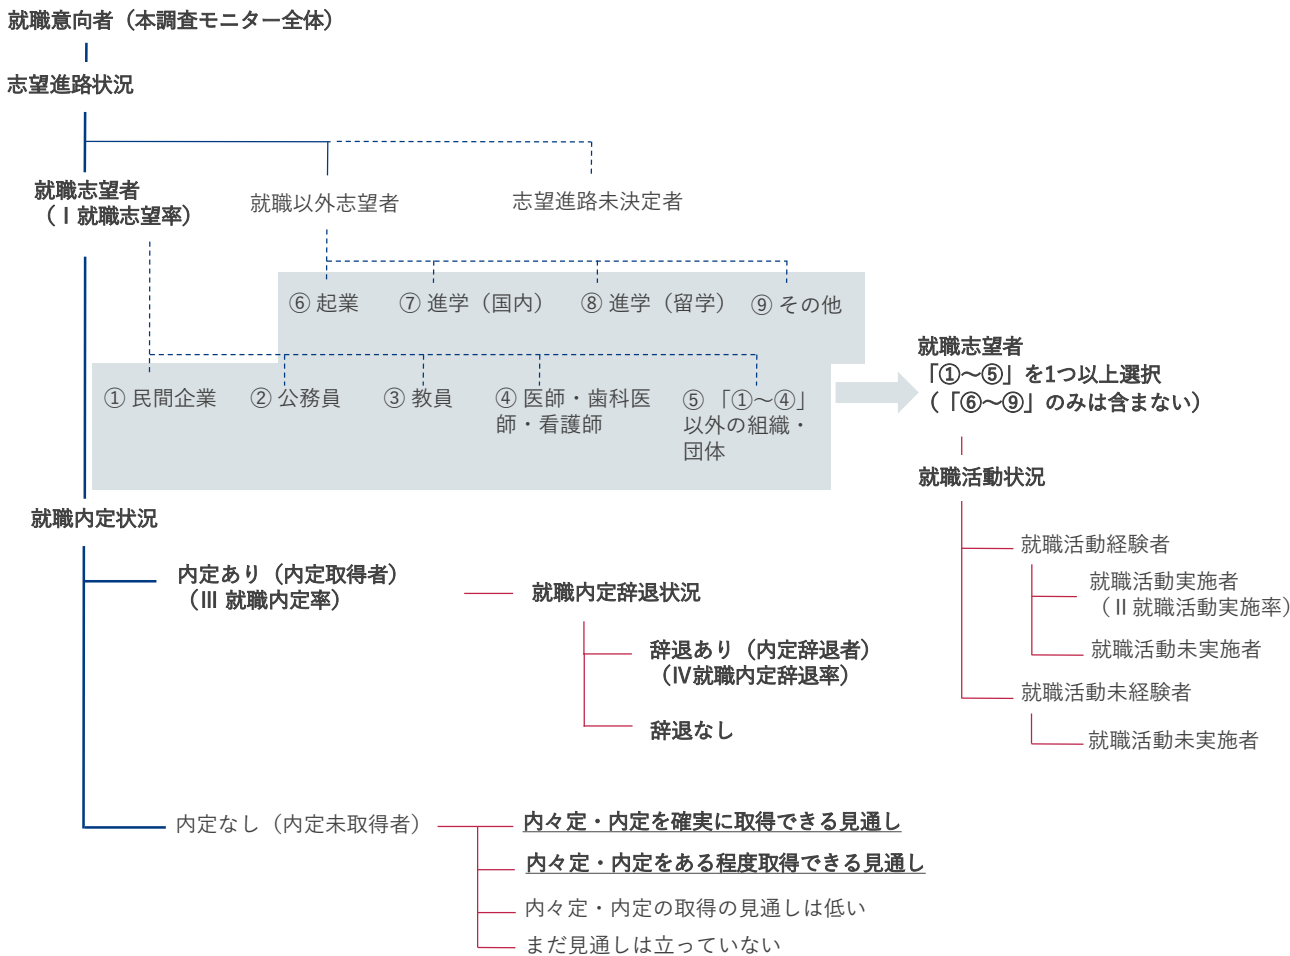 就職意向者（本調査モニター全体）
志望進路状況
就職志望者
（Ⅰ就職志望率）
就職以外志望者
志望進路未決定者
⑥ 起業
⑦ 進学（国内）
⑧ 進学（留学）
⑨ その他
① 民間企業
② 公務員
③ 教員
④ 医師・歯科医
師・看護師
⑤ 「①～④」
以外の組織・
団体
就職志望者
「①～⑤」を1つ以上選択
（「⑥～⑨」のみは含まない）
就職活動状況
就職活動経験者
就職活動実施者
（Ⅱ就職活動実施率）
就職活動未実施者
就職活動未経験者
就職活動未実施者
就職内定状況
内定あり（内定取得者）
（Ⅲ 就職内定率）
就職内定辞退状況
辞退あり（内定辞退者）
（Ⅳ就職内定辞退率）
辞退なし
内定なし（内定未取得者）
内々定・内定を確実に取得できる見通し
内々定・内定をある程度取得できる見通し
内々定・内定の取得の見通しは低い
まだ見通しは立っていない